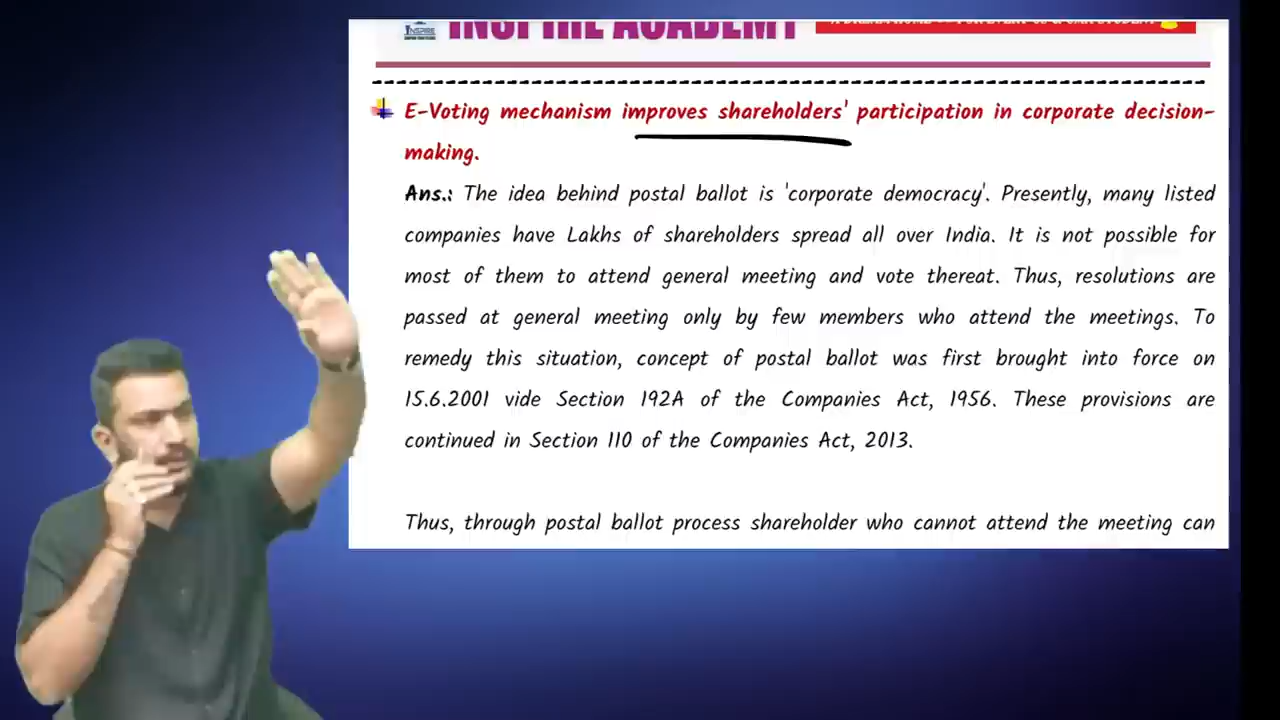 INSPIRE
INSPIRE ACADEMY
E-Voting mechanism improves shareholders' participation in corporate decision-
making.
Ans.: The idea behind postal ballot is 'corporate democracy'. Presently, many listed
companies have Lakhs of shareholders spread all over India. It is not possible for
most of them to attend general meeting and vote thereat. Thus, resolutions are
passed at general meeting only by few members who attend the meetings. To
remedy this situation, concept of postal ballot was first brought into force on
15.6.2001 vide Section 192A of the Companies Act, 1956. These provisions are
continued in Section 110 of the Companies Act, 2013.
Thus, through postal ballot process shareholder who cannot attend the meeting can